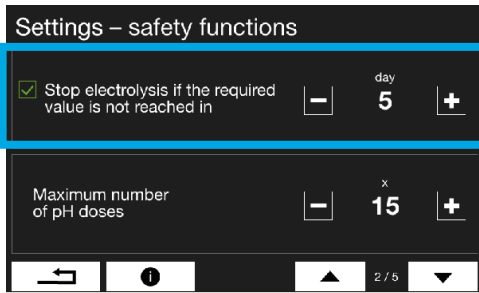 Settings – safety functions
day
Stop electrolysis if the required
value is not reached in
− 5 +
x
Maximum number
of pH doses
− 15 +
2/5